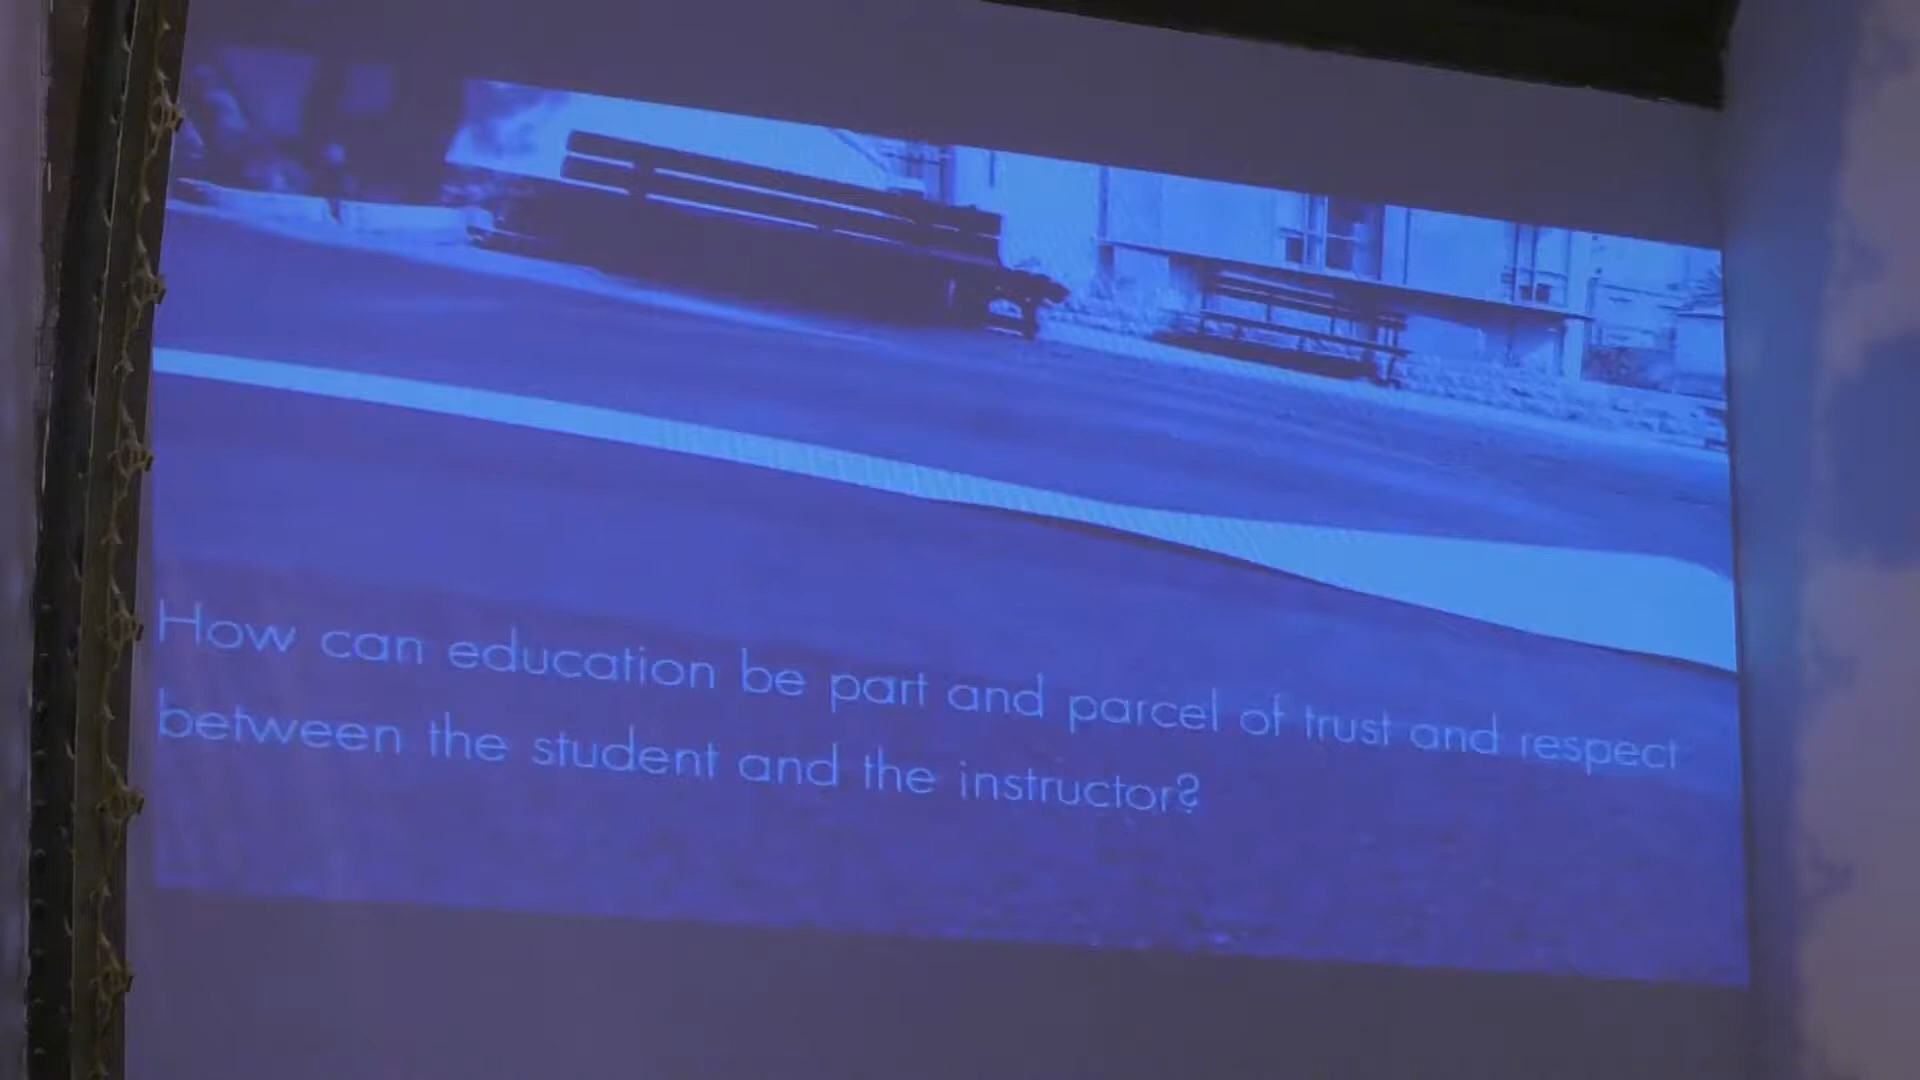 How can education be part and parcel of trust and respect
between the student and the instructor?